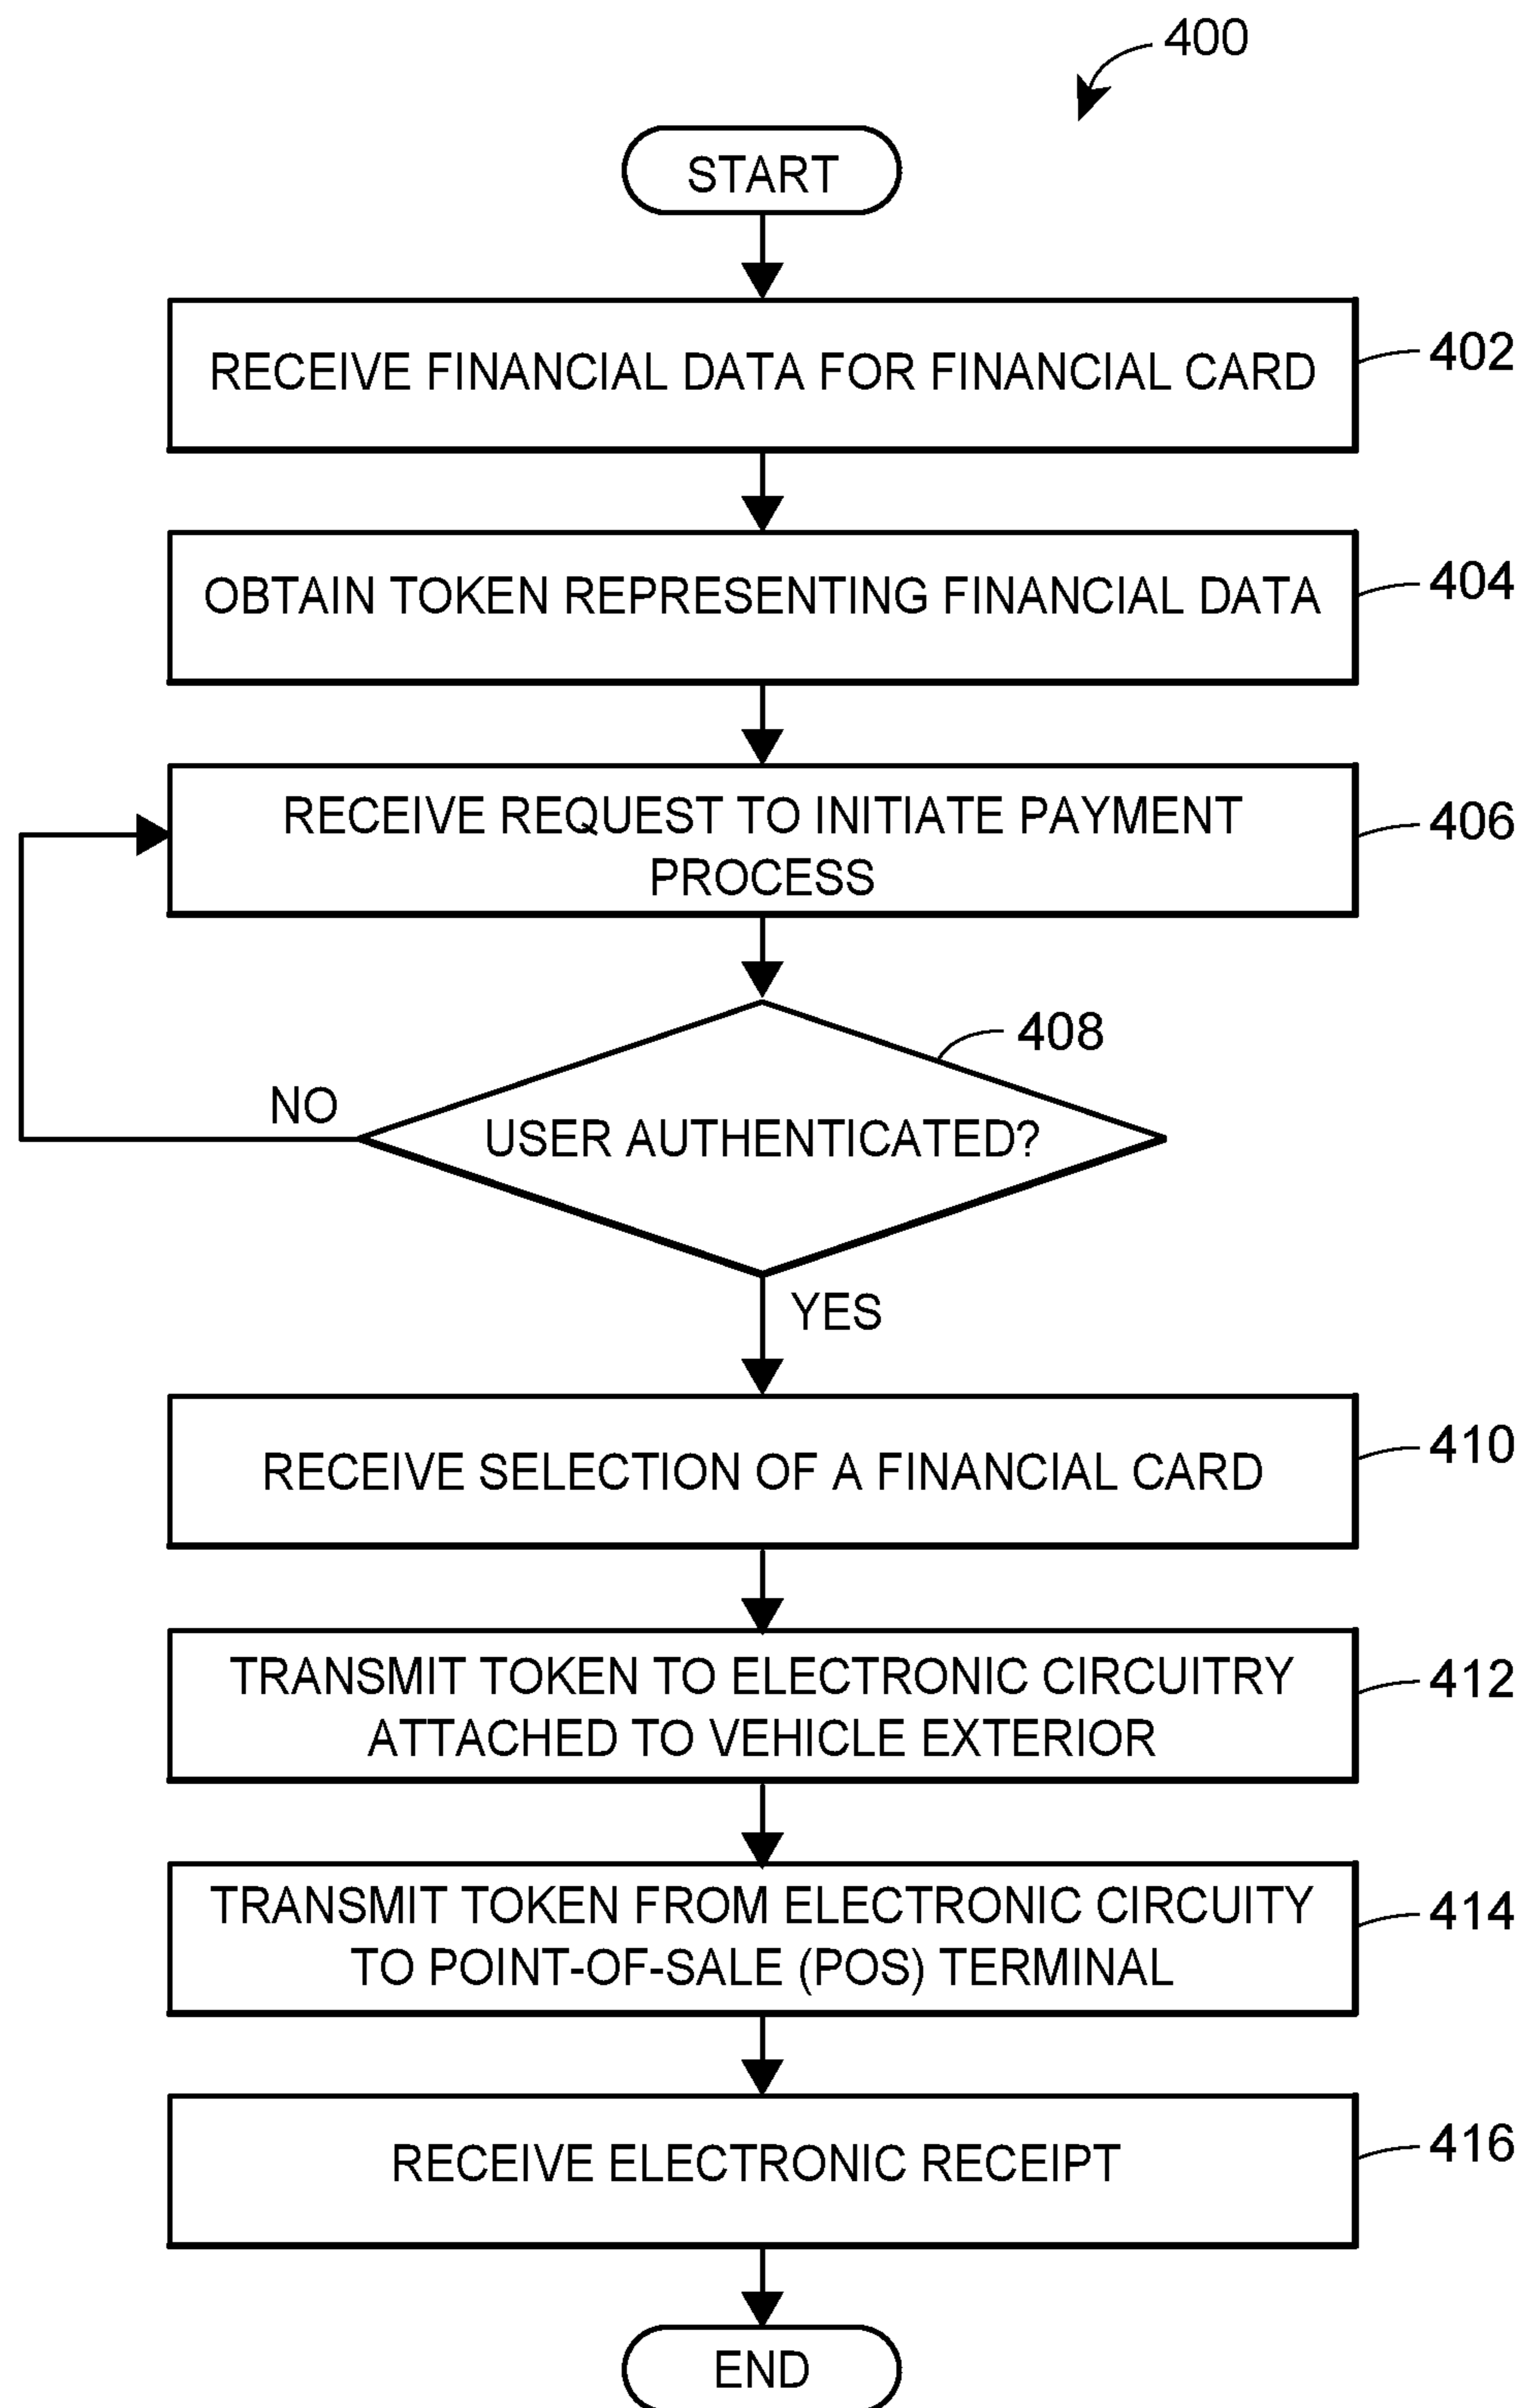 400
START
RECEIVE FINANCIAL DATA FOR FINANCIAL CARD
402
OBTAIN TOKEN REPRESENTING FINANCIAL DATA
404
RECEIVE REQUEST TO INITIATE PAYMENT
PROCESS
406
408
NO
USER AUTHENTICATED?
YES
RECEIVE SELECTION OF A FINANCIAL CARD
410
TRANSMIT TOKEN TO ELECTRONIC CIRCUITRY
ATTACHED TO VEHICLE EXTERIOR
412
TRANSMIT TOKEN FROM ELECTRONIC CIRCUITY
TO POINT-OF-SALE (POS) TERMINAL
414
RECEIVE ELECTRONIC RECEIPT
416
END